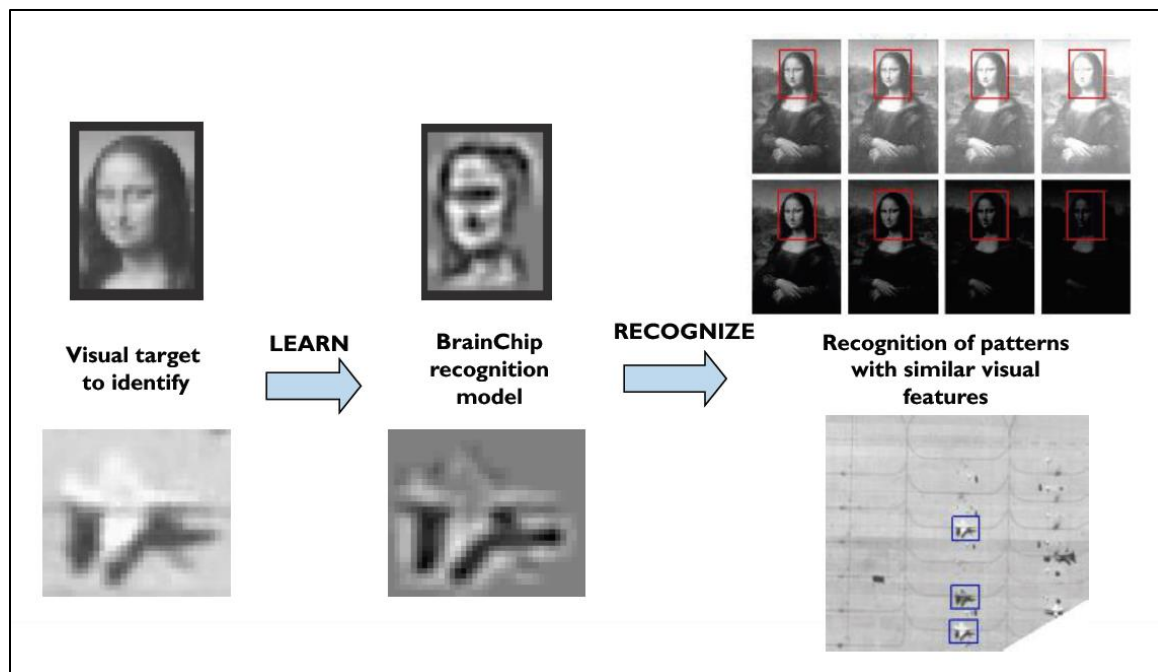 Visual target
to identify
LEARN
BrainChip
recognition
model
RECOGNIZE
Recognition of patterns
with similar visual
features